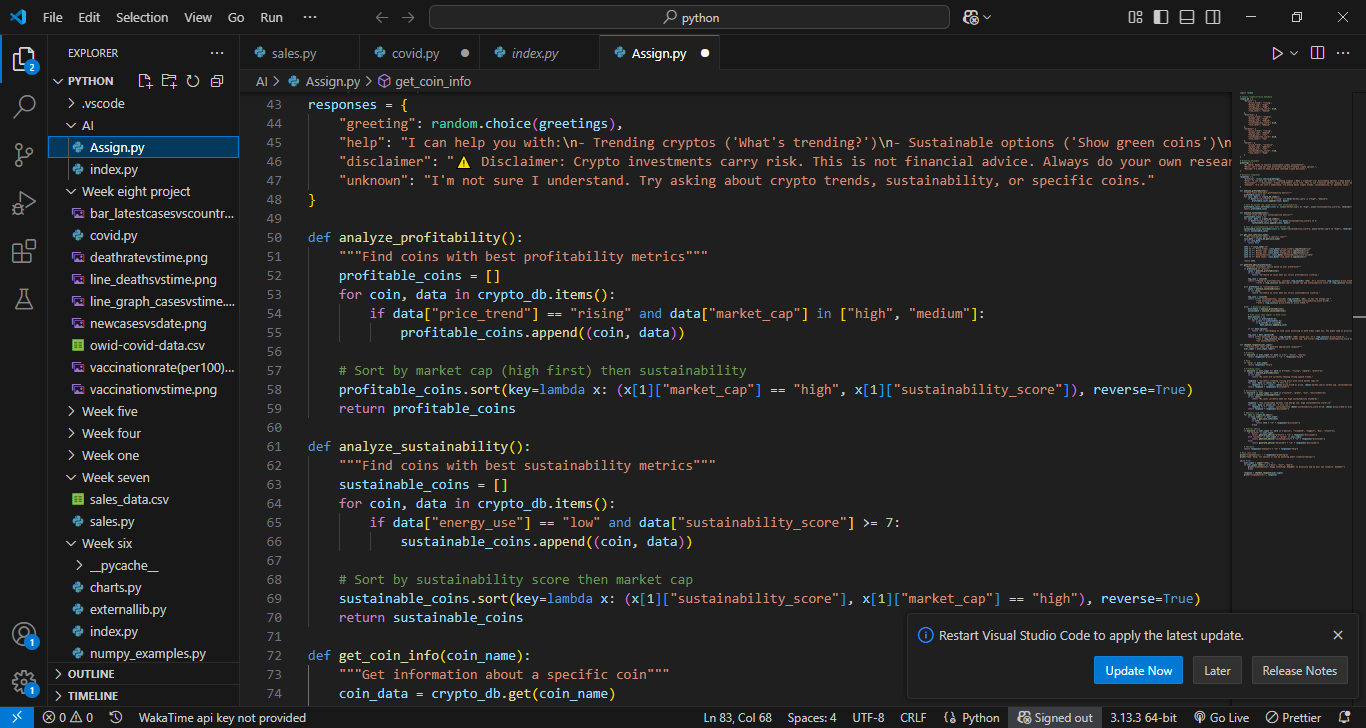 File Edit Selection View Go Run ··· python
EXPLORER ···
PYTHON
.vscode
AI
Assign.py
index.py
Week eight project
bar_latestcasesvscountr...
covid.py
deathratevstime.png
line_deathsvstime.png
line_graph_casesvstime....
newcasesvsdate.png
owid-covid-data.csv
vaccinationrate(per100)...
vaccinationvstime.png
Week five
Week four
Week one
Week seven
sales_data.csv
sales.py
Week six
__pycache__
charts.py
externallib.py
index.py
numpy_examples.py
OUTLINE
TIMELINE
2
1
1
sales.py covid.py index.py Assign.py
AI > Assign.py > get_coin_info
43 responses = {
44     "greeting": random.choice(greetings),
45     "help": "I can help you with:\n- Trending cryptos ('What's trending?')\n- Sustainable options ('Show green coins')\n
46     "disclaimer": "⚠️ Disclaimer: Crypto investments carry risk. This is not financial advice. Always do your own resear
47     "unknown": "I'm not sure I understand. Try asking about crypto trends, sustainability, or specific coins."
48 }
49
50 def analyze_profitability():
51     """Find coins with best profitability metrics"""
52     profitable_coins = []
53     for coin, data in crypto_db.items():
54         if data["price_trend"] == "rising" and data["market_cap"] in ["high", "medium"]:
55             profitable_coins.append((coin, data))
56
57     # Sort by market cap (high first) then sustainability
58     profitable_coins.sort(key=lambda x: (x[1]["market_cap"] == "high", x[1]["sustainability_score"]), reverse=True)
59     return profitable_coins
60
61 def analyze_sustainability():
62     """Find coins with best sustainability metrics"""
63     sustainable_coins = []
64     for coin, data in crypto_db.items():
65         if data["energy_use"] == "low" and data["sustainability_score"] >= 7:
66             sustainable_coins.append((coin, data))
67
68     # Sort by sustainability score then market cap
69     sustainable_coins.sort(key=lambda x: (x[1]["sustainability_score"], x[1]["market_cap"] == "high"), reverse=True)
70     return sustainable_coins
71
72 def get_coin_info(coin_name):
73     """Get information about a specific coin"""
74     coin_data = crypto_db.get(coin_name)
Restart Visual Studio Code to apply the latest update.
Update Now Later Release Notes
0 0 WakaTime api key not provided Ln 83, Col 68 Spaces: 4 UTF-8 CRLF Python Signed out 3.13.3 64-bit Go Live Prettier